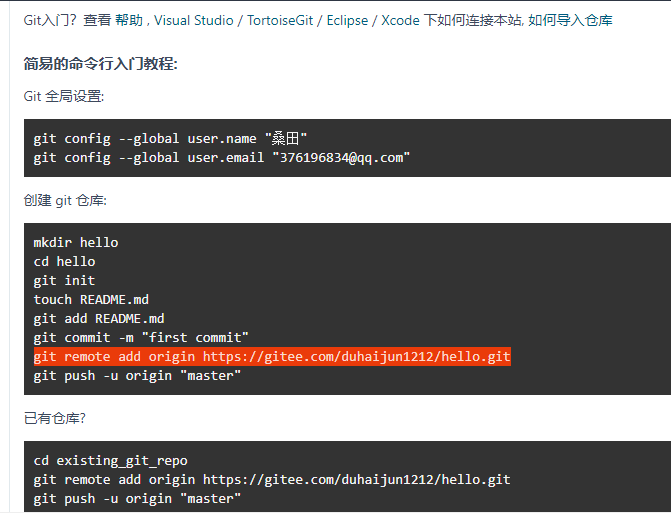 Git入门？查看 帮助 , Visual Studio / TortoiseGit / Eclipse / Xcode 下如何连接本站, 如何导入仓库
简易的命令行入门教程:
Git 全局设置:
git config --global user.name "桑田"
git config --global user.email "376196834@qq.com"
创建 git 仓库:
mkdir hello
cd hello
git init
touch README.md
git add README.md
git commit -m "first commit"
git remote add origin https://gitee.com/duhaijun1212/hello.git
git push -u origin "master"
已有仓库?
cd existing_git_repo
git remote add origin https://gitee.com/duhaijun1212/hello.git
git push -u origin "master"